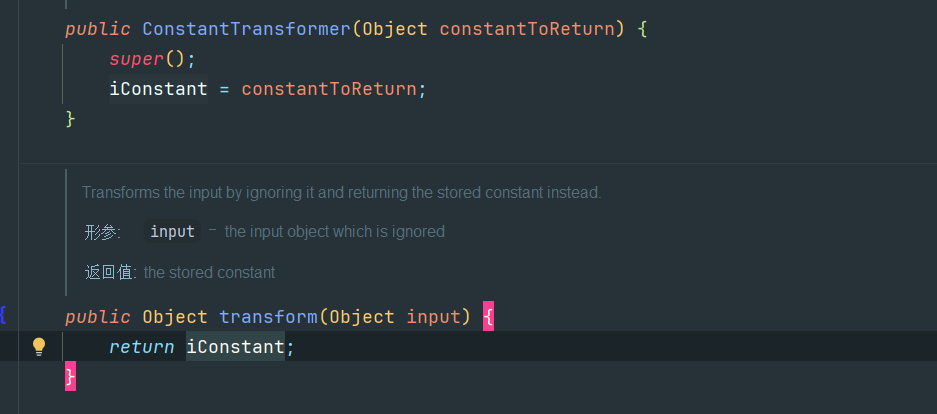 public ConstantTransformer(Object constantToReturn) {
super();
iConstant = constantToReturn;
}
Transforms the input by ignoring it and returning the stored constant instead.
形参: input – the input object which is ignored
返回值: the stored constant
{ public Object transform(Object input) {
return iConstant;
}